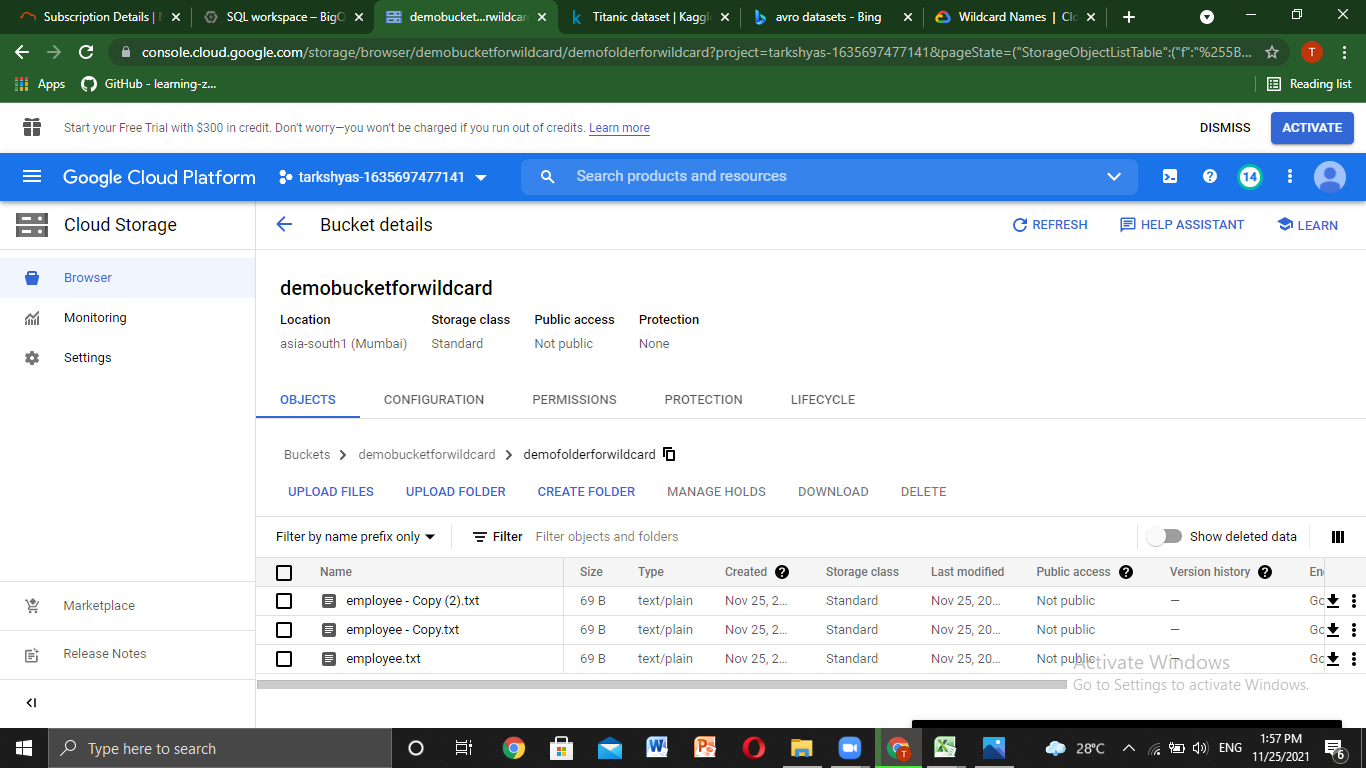 Subscription Details | N
SQL workspace – BigQ
demobucket...rwildcar
Titanic dataset | Kaggl
avro datasets - Bing
Wildcard Names | Clo
console.cloud.google.com/storage/browser/demobucketforwildcard/demofolderforwildcard?project=tarkshyas-1635697477141&pageState=("StorageObjectListTable":("f":"%255B...
T
Apps
GitHub - learning-z...
Reading list
Start your Free Trial with $300 in credit. Don't worry—you won't be charged if you run out of credits. Learn more
DISMISS
ACTIVATE
Google Cloud Platform
tarkshyas-1635697477141
Search products and resources
14
Cloud Storage
Bucket details
REFRESH
HELP ASSISTANT
LEARN
Browser
Monitoring
Settings
Marketplace
Release Notes
demobucketforwildcard
Location Storage class Public access Protection
asia-south1 (Mumbai) Standard Not public None
OBJECTS CONFIGURATION PERMISSIONS PROTECTION LIFECYCLE
Buckets > demobucketforwildcard > demofolderforwildcard
UPLOAD FILES UPLOAD FOLDER CREATE FOLDER MANAGE HOLDS DOWNLOAD DELETE
Filter by name prefix only Filter Filter objects and folders Show deleted data
Name Size Type Created Storage class Last modified Public access Version history En
employee - Copy (2).txt 69 B text/plain Nov 25, 2... Standard Nov 25, 20... Not public — Go
employee - Copy.txt 69 B text/plain Nov 25, 2... Standard Nov 25, 20... Not public — Go
employee.txt 69 B text/plain Nov 25, 2... Standard Nov 25, 20... Not public — Go
Activate Windows
Go to Settings to activate Windows.
Type here to search
28°C
ENG
1:57 PM
11/25/2021
6